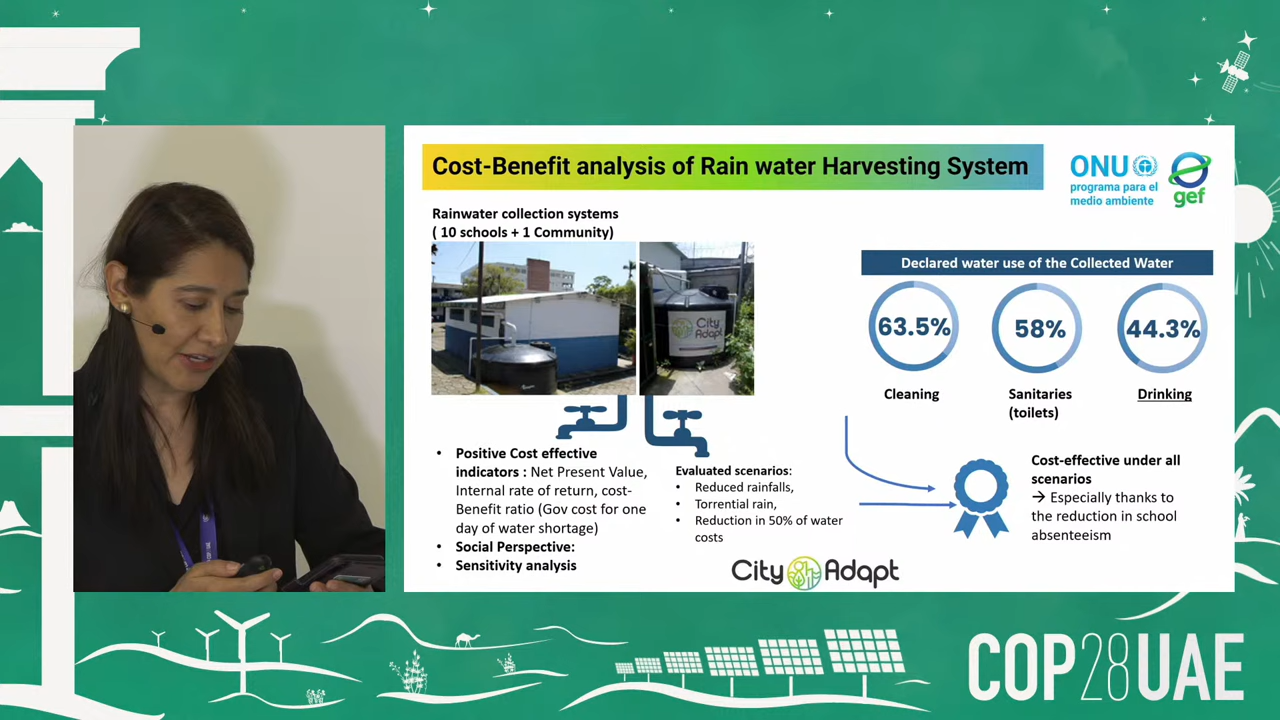 Cost-Benefit analysis of Rain water Harvesting System
ONU
programa para el
medio ambiente
gef
Rainwater collection systems
( 10 schools + 1 Community)
City
Adapt
Declared water use of the Collected Water
63.5%
58%
44.3%
Cleaning
Sanitaries
(toilets)
Drinking
• Positive Cost effective
indicators : Net Present Value,
Internal rate of return, cost-
Benefit ratio (Gov cost for one
day of water shortage)
• Social Perspective:
• Sensitivity analysis
Evaluated scenarios:
• Reduced rainfalls,
• Torrential rain,
• Reduction in 50% of water
costs
Cost-effective under all
scenarios
→ Especially thanks to
the reduction in school
absenteeism
City Adapt
COP28UAE